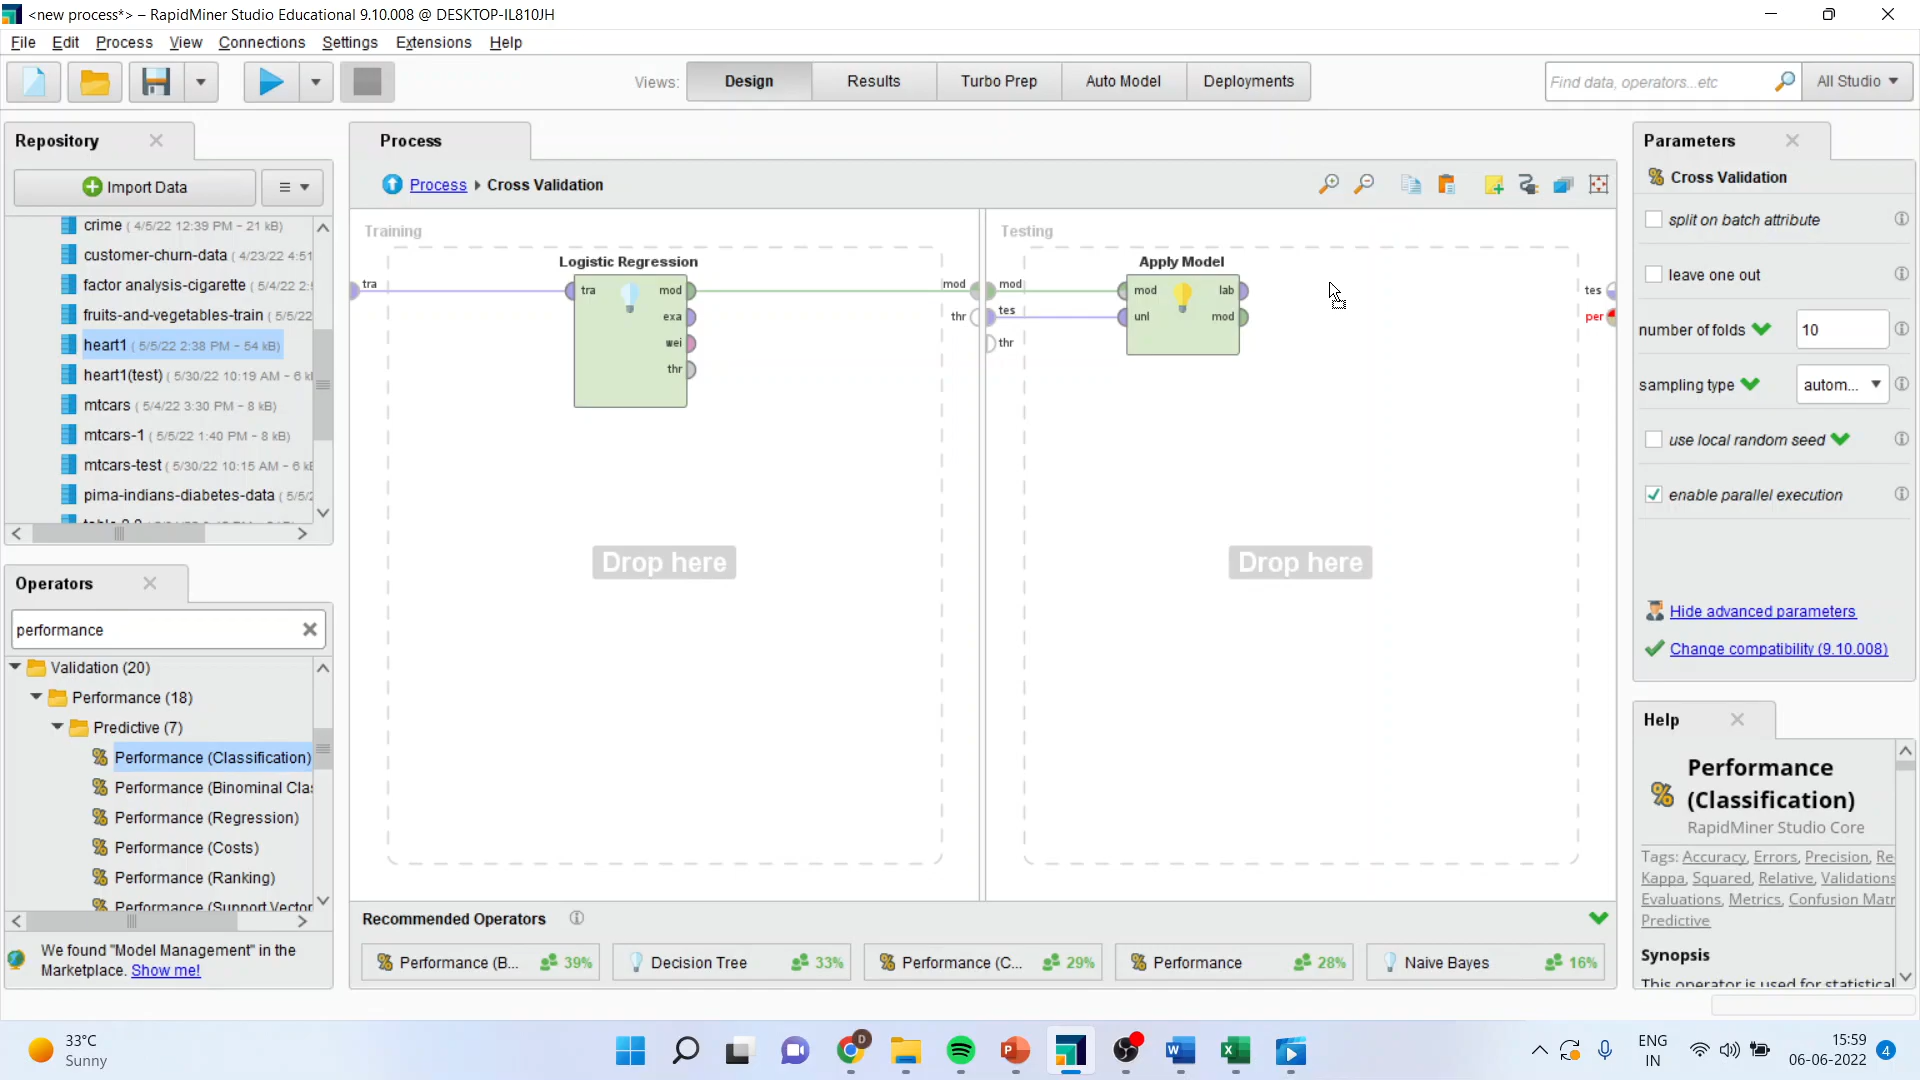 <new process*> – RapidMiner Studio Educational 9.10.008 @ DESKTOP-IL810JH
File Edit Process View Connections Settings Extensions Help
Views: Design Results Turbo Prep Auto Model Deployments
Find data, operators...etc All Studio
Repository
Import Data
crime ( 4/5/22 12:39 PM – 21 kB)
customer-churn-data ( 4/23/22 4:51
factor analysis-cigarette ( 5/4/22 2:
fruits-and-vegetables-train ( 5/5/22
heart1 ( 5/5/22 2:38 PM – 54 kB)
heart1(test) ( 5/30/22 10:19 AM – 6 k
mtcars ( 5/4/22 3:30 PM – 8 kB)
mtcars-1 ( 5/5/22 1:40 PM – 8 kB)
mtcars-test ( 5/30/22 10:15 AM – 6 k
pima-indians-diabetes-data ( 5/5/2
Operators
performance
Validation (20)
Performance (18)
Predictive (7)
Performance (Classification)
Performance (Binominal Cla
Performance (Regression)
Performance (Costs)
Performance (Ranking)
Performance (Support Vector
We found "Model Management" in the
Marketplace. Show me!
Process
Process Cross Validation
Training
Logistic Regression
tra tra mod mod
exa thr
wei
thr
Drop here
Testing
Apply Model
mod mod lab tes
tes unl mod per
thr
Drop here
Recommended Operators
Performance (B... 39% Decision Tree 33% Performance (C... 29% Performance 28% Naive Bayes 16%
Parameters
Cross Validation
split on batch attribute
leave one out
number of folds 10
sampling type autom...
use local random seed
enable parallel execution
Hide advanced parameters
Change compatibility (9.10.008)
Help
Performance
(Classification)
RapidMiner Studio Core
Tags: Accuracy, Errors, Precision, Re
Kappa, Squared, Relative, Validations
Evaluations, Metrics, Confusion Matr
Predictive
Synopsis
This operator is used for statistical
33°C
Sunny
D
ENG
IN
15:59
06-06-2022
4